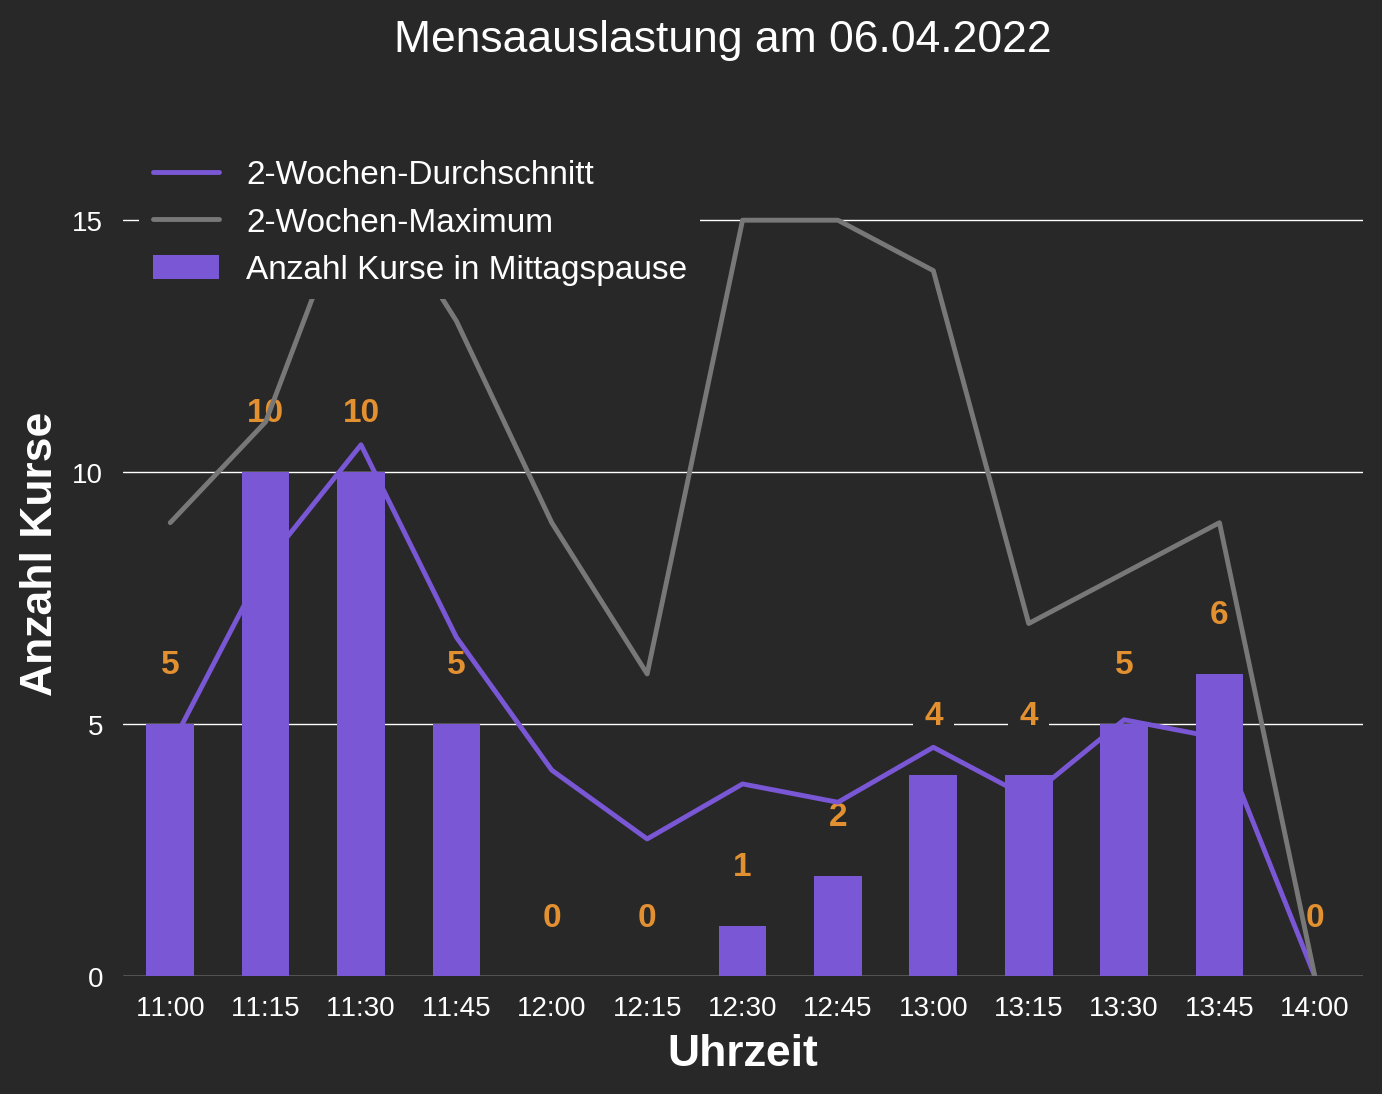 Mensaauslastung am 06.04.2022
2-Wochen-Durchschnitt
2-Wochen-Maximum
Anzahl Kurse in Mittagspause
Anzahl Kurse
15
10
5
0
5
10
10
5
0
0
1
2
4
4
5
6
0
11:00 11:15 11:30 11:45 12:00 12:15 12:30 12:45 13:00 13:15 13:30 13:45 14:00
Uhrzeit